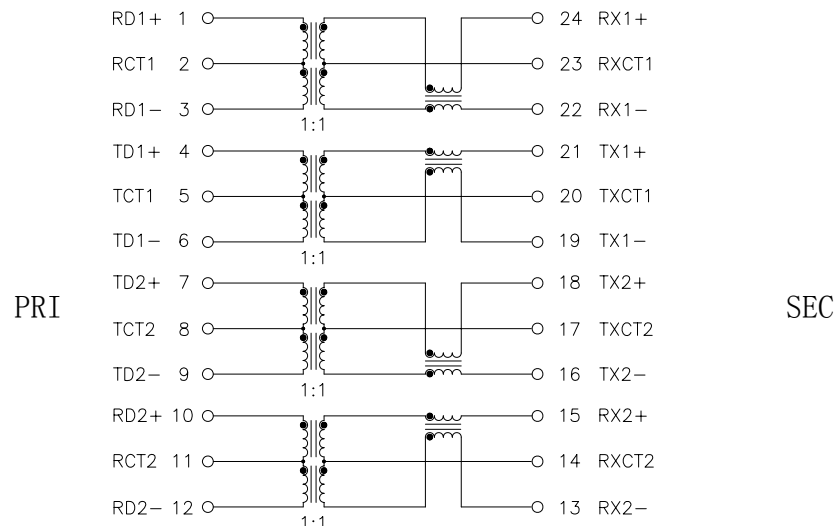 RD1+ 1 24 RX1+
RCT1 2 23 RXCT1
RD1- 3 22 RX1-
1:1
TD1+ 4 21 TX1+
TCT1 5 20 TXCT1
TD1- 6 19 TX1-
1:1
TD2+ 7 18 TX2+
PRI SEC
TCT2 8 17 TXCT2
TD2- 9 16 TX2-
1:1
RD2+ 10 15 RX2+
RCT2 11 14 RXCT2
RD2- 12 13 RX2-
1:1